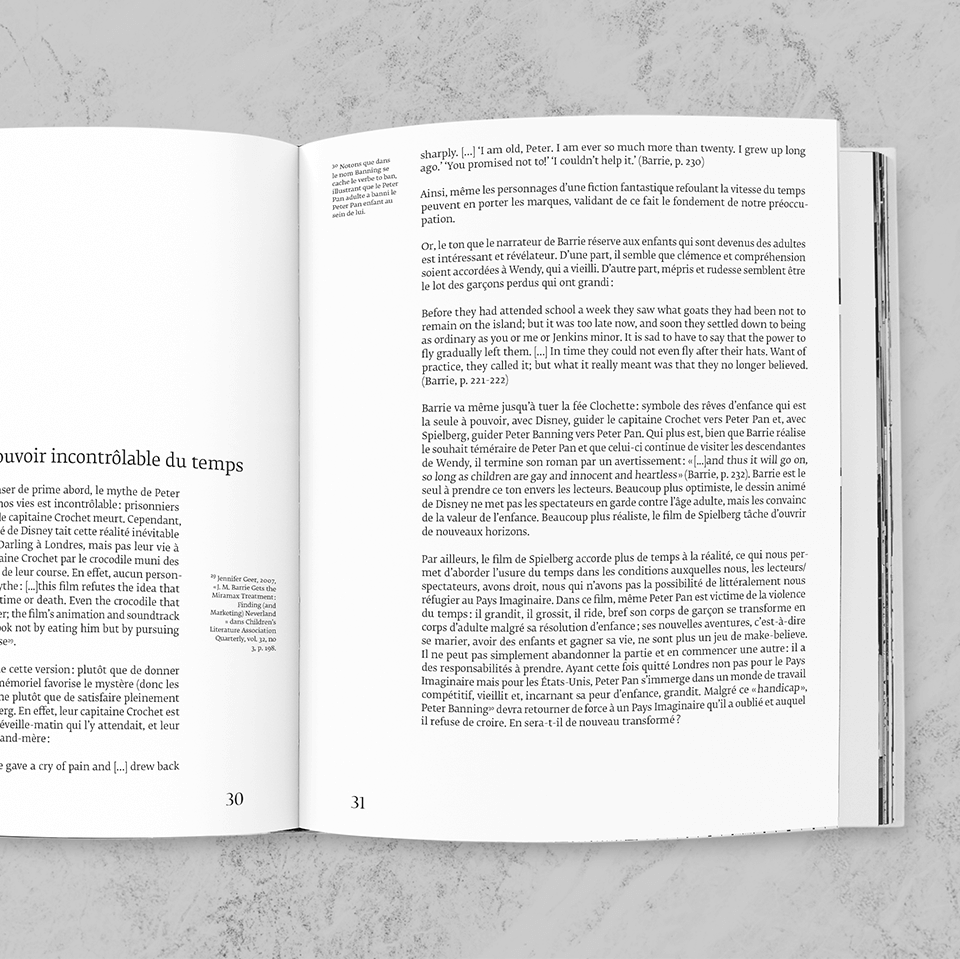 ouvoir incontrôlable du temps
ser de prime abord, le mythe de Peter
nos vies est incontrôlable : prisonniers
le capitaine Crochet meurt. Cependant,
é de Disney tait cette réalité inévitable
Darling à Londres, mais pas leur vie à
aine Crochet par le crocodile muni des
de leur course. En effet, aucun person-
ythe : [...]this film refutes the idea that
time or death. Even the crocodile that
er; the film’s animation and soundtrack
ook not by eating him but by pursuing
se²⁹.
e cette version : plutôt que de donner
mémoriel favorise le mystère (donc les
ne plutôt que de satisfaire pleinement
erg. En effet, leur capitaine Crochet est
éveille-matin qui l’y attendait, et leur
and-mère :
e gave a cry of pain and [...] drew back
²⁹ Jennifer Geer, 2007,
« J. M. Barrie Gets the
Miramax Treatment :
Finding (and
Marketing) Neverland
» dans Children’s
Literature Association
Quarterly, vol. 32, no
3, p. 198.
30
³⁰ Notons que dans
le nom Banning se
cache le verbe to ban,
illustrant que le Peter
Pan adulte a banni le
Peter Pan enfant au
sein de lui.
sharply. [...] ‘I am old, Peter. I am ever so much more than twenty. I grew up long
ago.’ ‘You promised not to!’ ‘I couldn’t help it.’ (Barrie, p. 230)
Ainsi, même les personnages d’une fiction fantastique refoulant la vitesse du temps
peuvent en porter les marques, validant de ce fait le fondement de notre préoccu-
pation.
Or, le ton que le narrateur de Barrie réserve aux enfants qui sont devenus des adultes
est intéressant et révélateur. D’une part, il semble que clémence et compréhension
soient accordées à Wendy, qui a vieilli. D’autre part, mépris et rudesse semblent être
le lot des garçons perdus qui ont grandi :
Before they had attended school a week they saw what goats they had been not to
remain on the island; but it was too late now, and soon they settled down to being
as ordinary as you or me or Jenkins minor. It is sad to have to say that the power to
fly gradually left them. [...] In time they could not even fly after their hats. Want of
practice, they called it; but what it really meant was that they no longer believed.
(Barrie, p. 221-222)
Barrie va même jusqu’à tuer la fée Clochette : symbole des rêves d’enfance qui est
la seule à pouvoir, avec Disney, guider le capitaine Crochet vers Peter Pan et, avec
Spielberg, guider Peter Banning vers Peter Pan. Qui plus est, bien que Barrie réalise
le souhait téméraire de Peter Pan et que celui-ci continue de visiter les descendantes
de Wendy, il termine son roman par un avertissement : « [...]and thus it will go on,
so long as children are gay and innocent and heartless » (Barrie, p. 232). Barrie est le
seul à prendre ce ton envers les lecteurs. Beaucoup plus optimiste, le dessin animé
de Disney ne met pas les spectateurs en garde contre l’âge adulte, mais les convainc
de la valeur de l’enfance. Beaucoup plus réaliste, le film de Spielberg tâche d’ouvrir
de nouveaux horizons.
Par ailleurs, le film de Spielberg accorde plus de temps à la réalité, ce qui nous per-
met d’aborder l’usure du temps dans les conditions auxquelles nous, les lecteurs/
spectateurs, avons droit, nous qui n’avons pas la possibilité de littéralement nous
réfugier au Pays Imaginaire. Dans ce film, même Peter Pan est victime de la violence
du temps : il grandit, il grossit, il ride, bref son corps de garçon se transforme en
corps d’adulte malgré sa résolution d’enfance ; ses nouvelles aventures, c’est-à-dire
se marier, avoir des enfants et gagner sa vie, ne sont plus un jeu de make-believe.
Il ne peut pas simplement abandonner la partie et en commencer une autre : il a
des responsabilités à prendre. Ayant cette fois quitté Londres non pas pour le Pays
Imaginaire mais pour les États-Unis, Peter Pan s’immerge dans un monde de travail
compétitif, vieillit et, incarnant sa peur d’enfance, grandit. Malgré ce « handicap »,
Peter Banning³⁰ devra retourner de force à un Pays Imaginaire qu’il a oublié et auquel
il refuse de croire. En sera-t-il de nouveau transformé ?
31